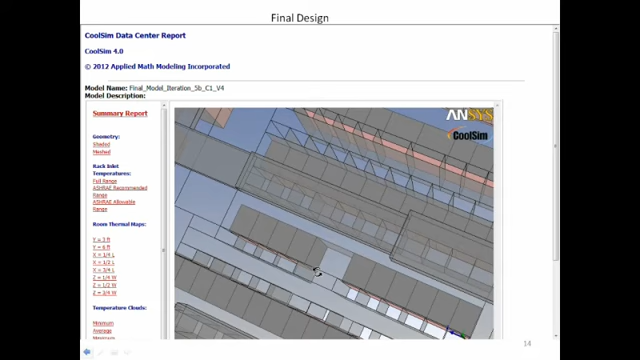 Final Design
CoolSim Data Center Report
CoolSim 4.0
© 2012 Applied Math Modeling Incorporated
Model Name: Final_Model_Iteration_5b_C1_V4
Model Description:
Summary Report
Geometry:
Shaded
Meshed
Rack Inlet
Temperatures:
Full Range
ASHRAE Recommended
Range
ASHRAE Allowable
Range
Room Thermal Maps:
Y = 3 ft
Y = 6 ft
X = 1/4 L
X = 1/2 L
X = 3/4 L
Z = 1/4 W
Z = 1/2 W
Z = 3/4 W
Temperature Clouds:
Minimum
Average
Maximum
ANSYS
CoolSim
14